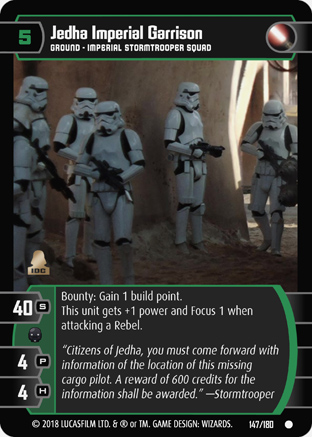 5
Jedha Imperial Garrison
GROUND - IMPERIAL STORMTROOPER SQUAD
IDC
40 S
4 P
4 H
Bounty: Gain 1 build point.
This unit gets +1 power and Focus 1 when
attacking a Rebel.
"Citizens of Jedha, you must come forward with
information of the location of this missing
cargo pilot. A reward of 600 credits for the
information shall be awarded." —Stormtrooper
© 2018 LUCASFILM LTD. & ® or TM. GAME DESIGN: WIZARDS. 147/180